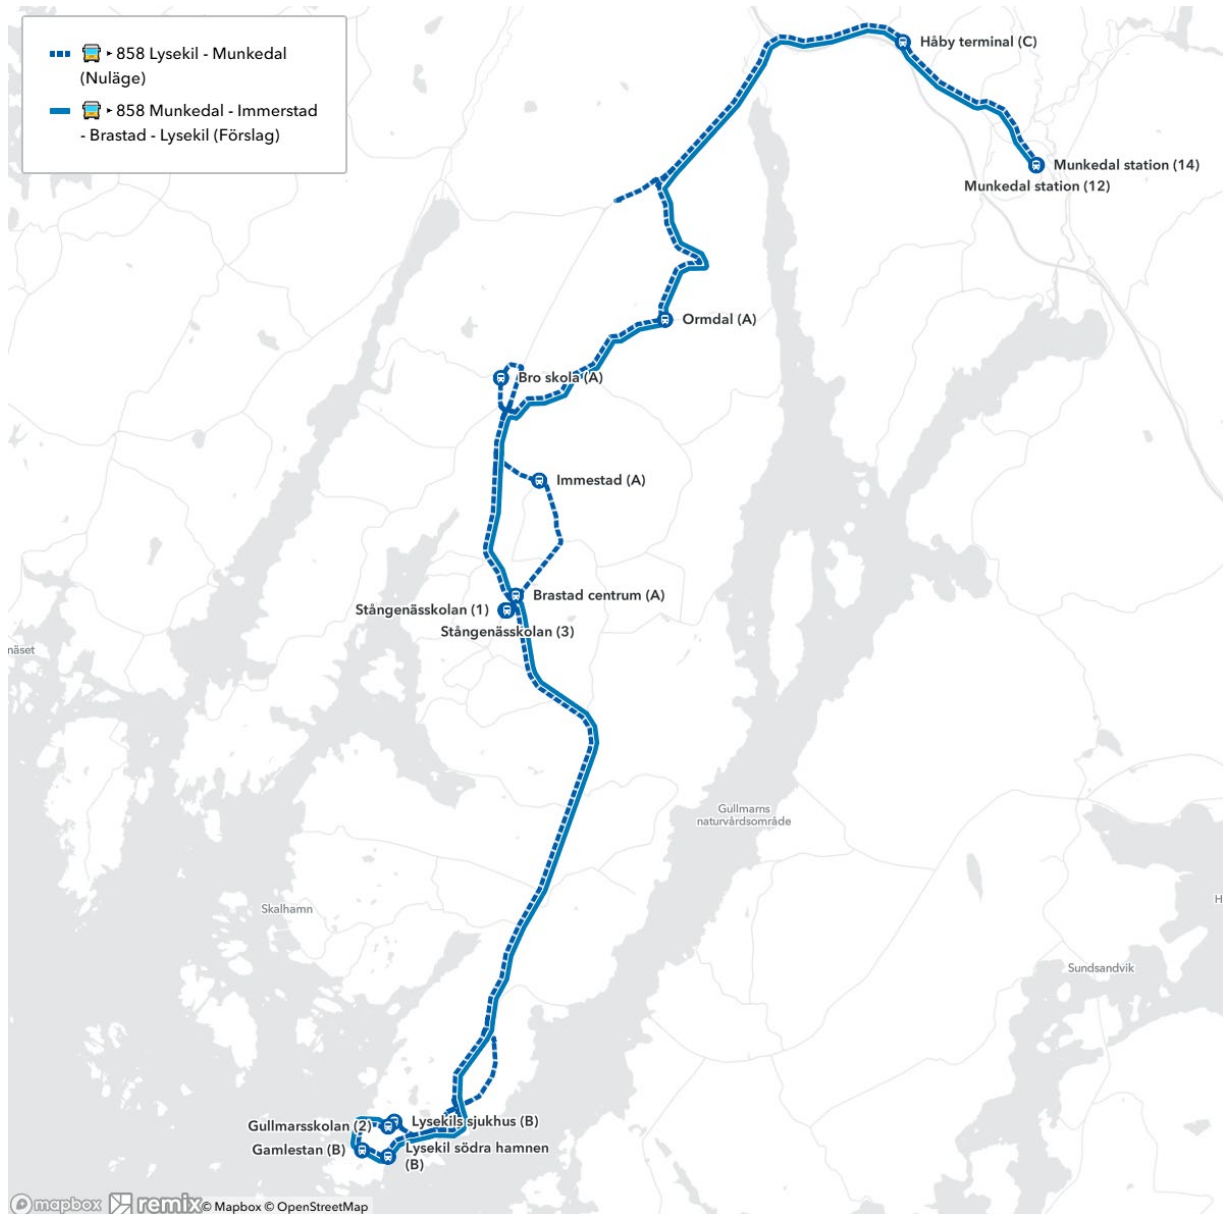 858 Lysekil - Munkedal
(Nuläge)
858 Munkedal - Immerstad
- Brastad - Lysekil (Förslag)
Håby terminal (C)
Munkedal station (14)
Munkedal station (12)
Ormdal (A)
Bro skola (A)
Immestad (A)
Brastad centrum (A)
Stångenässkolan (1)
Stångenässkolan (3)
näset
Gullmarns
naturvårdsområde
Skalhamn
H
Sundsandvik
Lysekils sjukhus (B)
Gullmarsskolan (2)
Gamlestan (B)
Lysekil södra hamnen
(B)
mapbox remix © Mapbox © OpenStreetMap